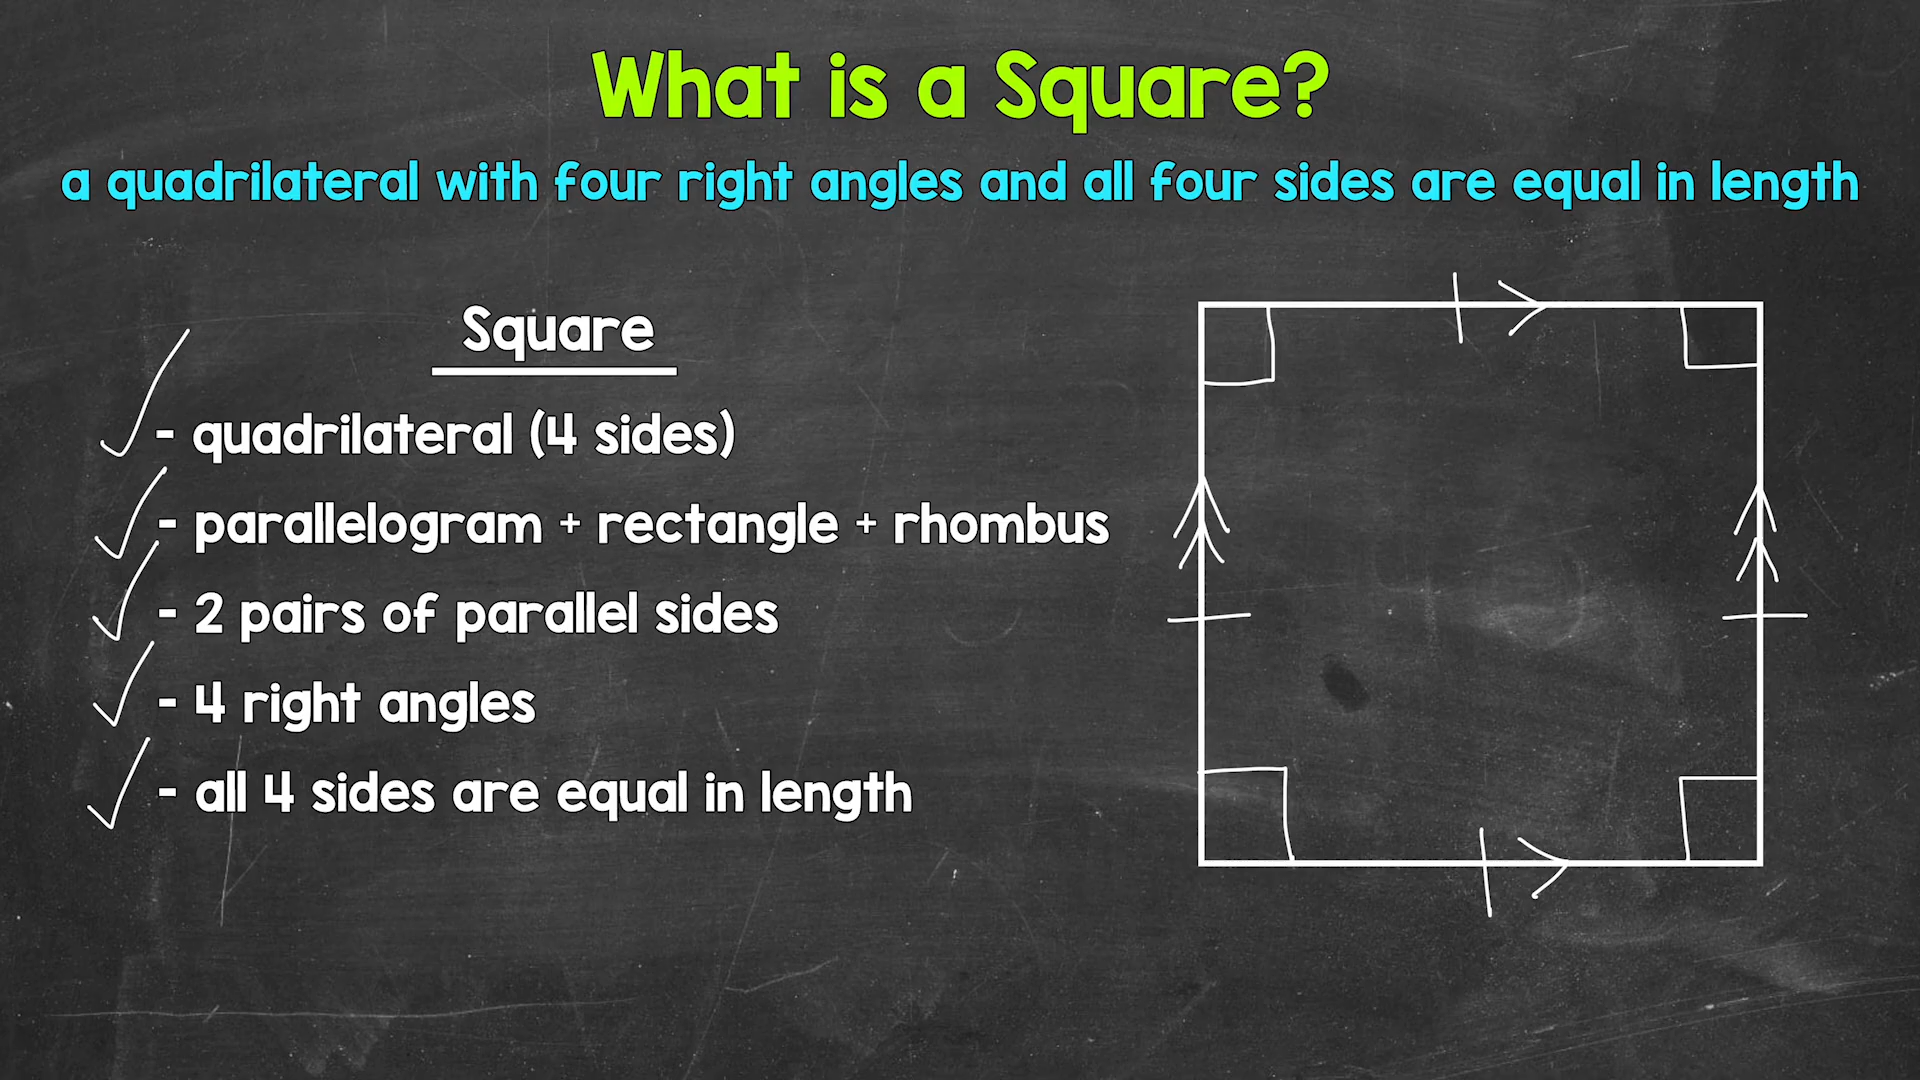 What is a Square?
a quadrilateral with four right angles and all four sides are equal in length
Square
- quadrilateral (4 sides)
- parallelogram + rectangle + rhombus
- 2 pairs of parallel sides
- 4 right angles
- all 4 sides are equal in length